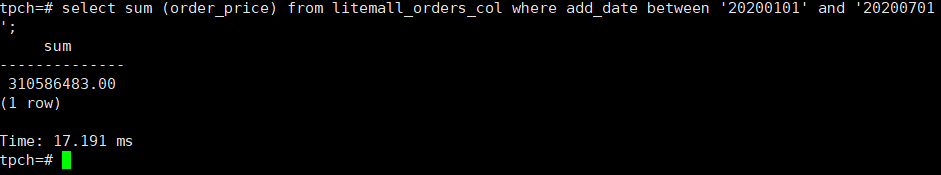 tpch=# select sum (order_price) from litemall_orders_col where add_date between '20200101' and '20200701
';
     sum
--------------
 310586483.00
(1 row)

Time: 17.191 ms
tpch=#